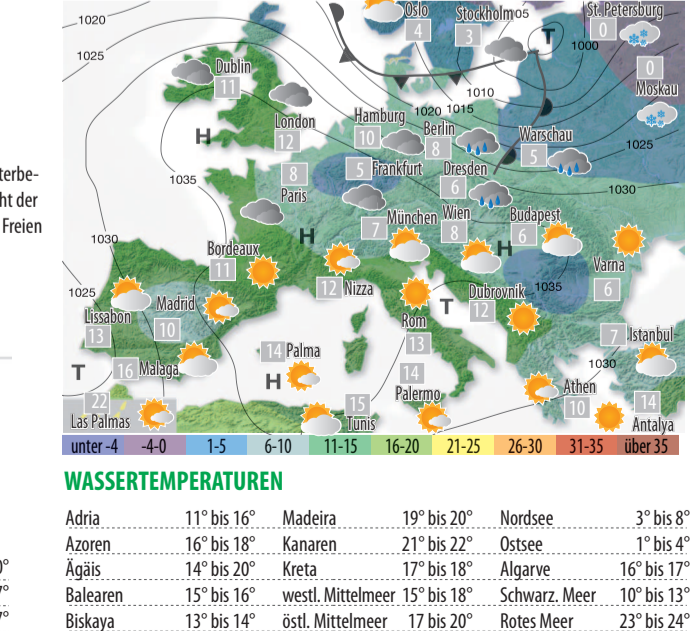 1020
Oslo
Stockholm
05
St. Petersburg
4
3
T
0
1000
1025
0
Dublin
Moskau
11
1010
1020
1015
Hamburg
London
10
Berlin
Warschau
H
12
8
5
1025
terbe-
8
5
Frankfurt
Dresden
ht der
1035
Paris
6
1030
Freien
München
Wien
Budapest
7
8
6
1030
H
H
Bordeaux
11
Varna
1025
12
Nizza
Dubrovnik
1035
6
Madrid
T
12
Lissabon
10
Rom
13
13
7
Istanbul
14
Palma
1030
T
16
Malaga
H
14
Athen
22
Palermo
10
14
Las Palmas
15
Tunis
Antalya
unter -4 -4-0 1-5 6-10 11-15 16-20 21-25 26-30 31-35 über 35
WASSERTEMPERATUREN
Adria 11° bis 16° Madeira 19° bis 20° Nordsee 3° bis 8°
Azoren 16° bis 18° Kanaren 21° bis 22° Ostsee 1° bis 4°
Ägäis 14° bis 20° Kreta 17° bis 18° Algarve 16° bis 17°
Balearen 15° bis 16° westl. Mittelmeer 15° bis 18° Schwarz. Meer 10° bis 13°
Biskaya 13° bis 14° östl. Mittelmeer 17 bis 20° Rotes Meer 23° bis 24°